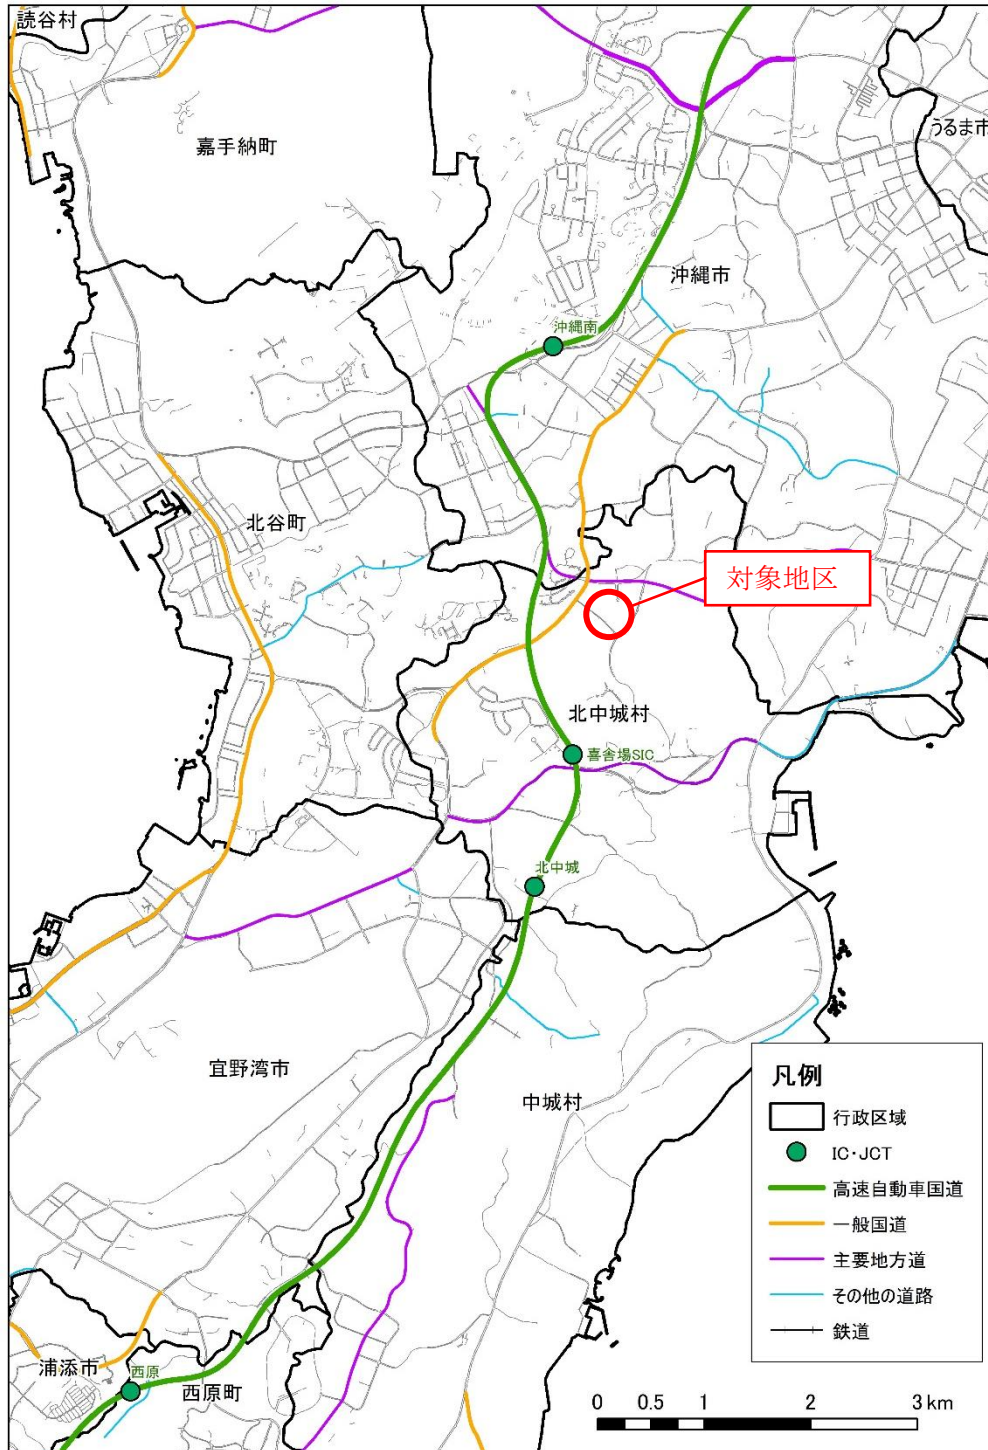 読谷村
嘉手納町
うるま市
沖縄市
沖縄南
北谷町
対象地区
北中城村
喜舎場SIC
北中城
宜野湾市
中城村
浦添市
西原
西原町
凡例
行政区域
IC・JCT
高速自動車国道
一般国道
主要地方道
その他の道路
鉄道
0 0.5 1 2 3 km